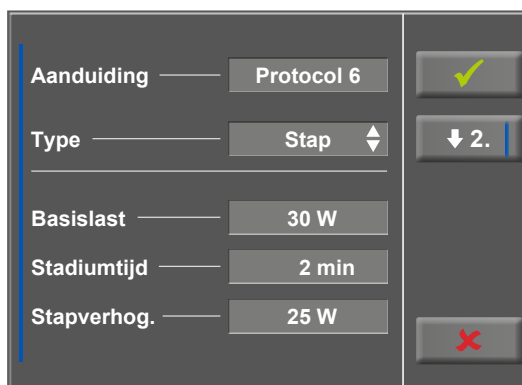 Aanduiding Protocol 6
Type Stap
2.
Basislast 30 W
Stadiumtijd 2 min
Stapverhog. 25 W